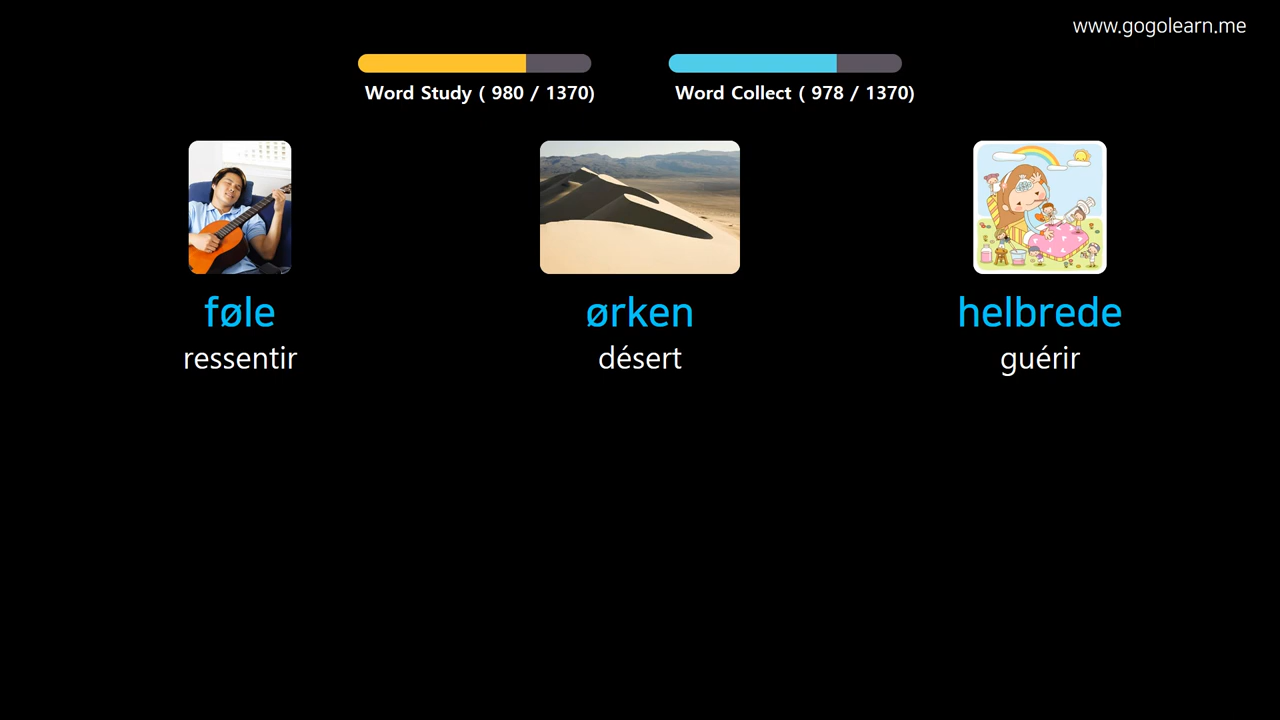 www.gogolearn.me
Word Study ( 980 / 1370)
Word Collect ( 978 / 1370)
føle
ørken
helbrede
ressentir
désert
guérir